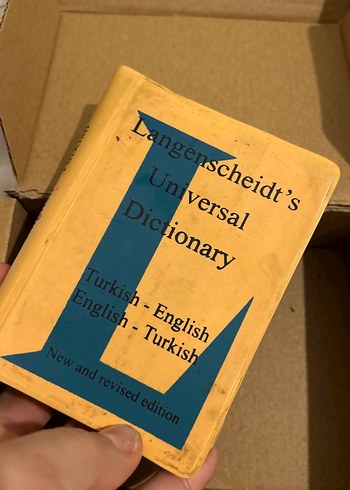 Langenscheidt's
Universal
Dictionary
Turkish - English
English - Turkish
New and revised edition